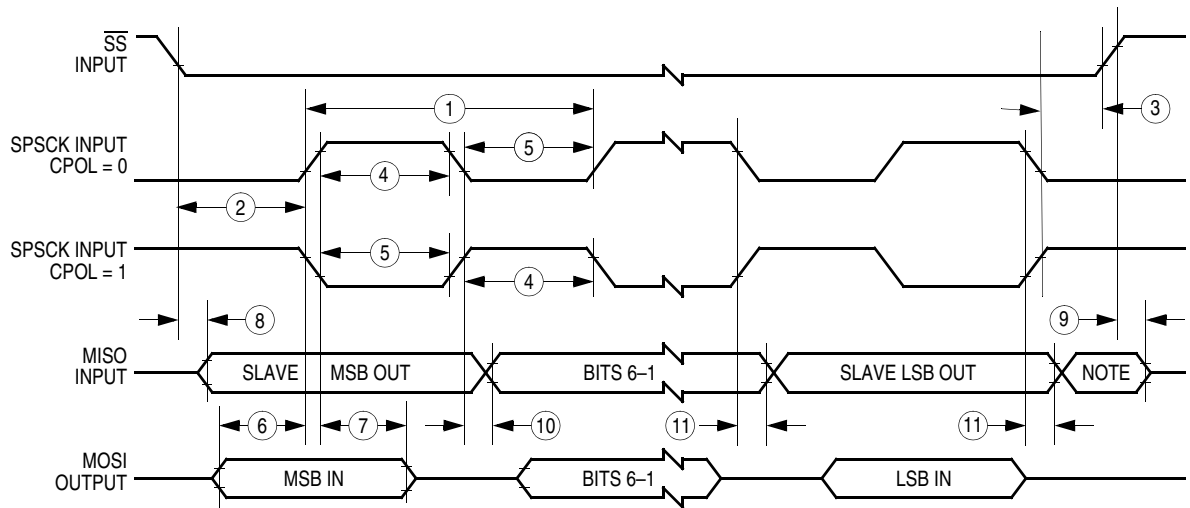 SS
INPUT
1
3
SPSCK INPUT
CPOL = 0
5
4
2
SPSCK INPUT
CPOL = 1
5
4
8
9
MISO
INPUT
SLAVE MSB OUT
BITS 6–1
SLAVE LSB OUT
NOTE
6
7
10
11
11
MOSI
OUTPUT
MSB IN
BITS 6–1
LSB IN